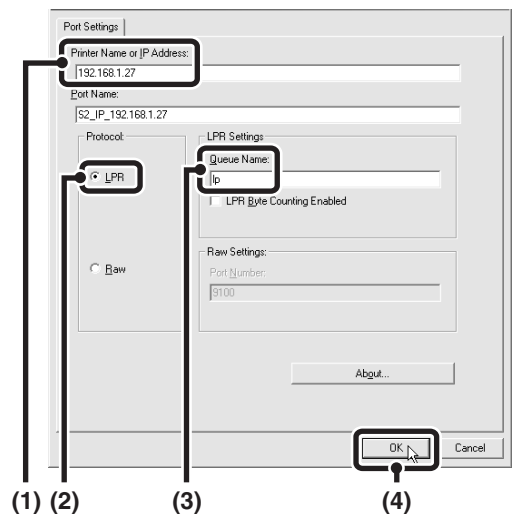 Port Settings
Printer Name or IP Address:
192.168.1.27
Port Name:
S2_IP_192.168.1.27
Protocol:
LPR
Raw
LPR Settings
Queue Name:
lp
LPR Byte Counting Enabled
Raw Settings:
Port Number:
9100
About...
OK
Cancel
(1) (2) (3) (4)